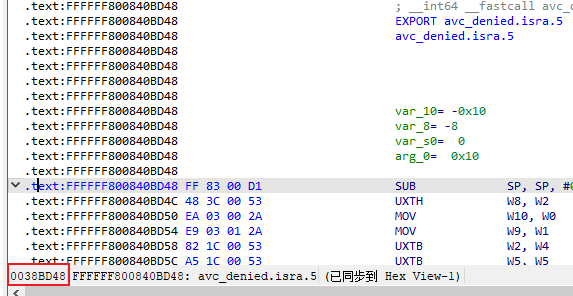 .text:FFFFFF800840BD48 ; __int64 __fastcall avc_d
.text:FFFFFF800840BD48 EXPORT avc_denied.isra.5
.text:FFFFFF800840BD48 avc_denied.isra.5
.text:FFFFFF800840BD48
.text:FFFFFF800840BD48
.text:FFFFFF800840BD48
.text:FFFFFF800840BD48
.text:FFFFFF800840BD48 var_10= -0x10
.text:FFFFFF800840BD48 var_8= -8
.text:FFFFFF800840BD48 var_s0= 0
.text:FFFFFF800840BD48 arg_0= 0x10
.text:FFFFFF800840BD48
.text:FFFFFF800840BD48 FF 83 00 D1 SUB SP, SP, #
.text:FFFFFF800840BD4C 48 3C 00 53 UXTH W8, W2
.text:FFFFFF800840BD50 EA 03 00 2A MOV W10, W0
.text:FFFFFF800840BD54 E9 03 01 2A MOV W9, W1
.text:FFFFFF800840BD58 82 1C 00 53 UXTB W2, W4
.text:FFFFFF800840BD5C A5 1C 00 53 UXTB W5, W5
0038BD48 FFFFFF800840BD48: avc_denied.isra.5 (已同步到 Hex View-1)